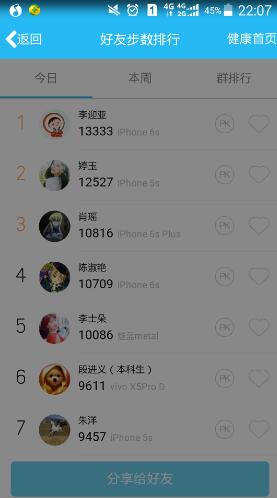 4G 4G 45% 22:07
返回 好友步数排行 健康首页
今日 本周 群排行
1 李迎亚
13333 iPhone 6s PK
2 婷玉
12527 iPhone 5s PK
3 肖瑶
10816 iPhone 6s Plus PK
4 陈淑艳
10709 iPhone 6s PK
5 李士朵
10086 魅蓝metal PK
6 段进义（本科生）
9611 vivo X5Pro D PK
7 朱洋
9457 iPhone 5s PK
分享给好友